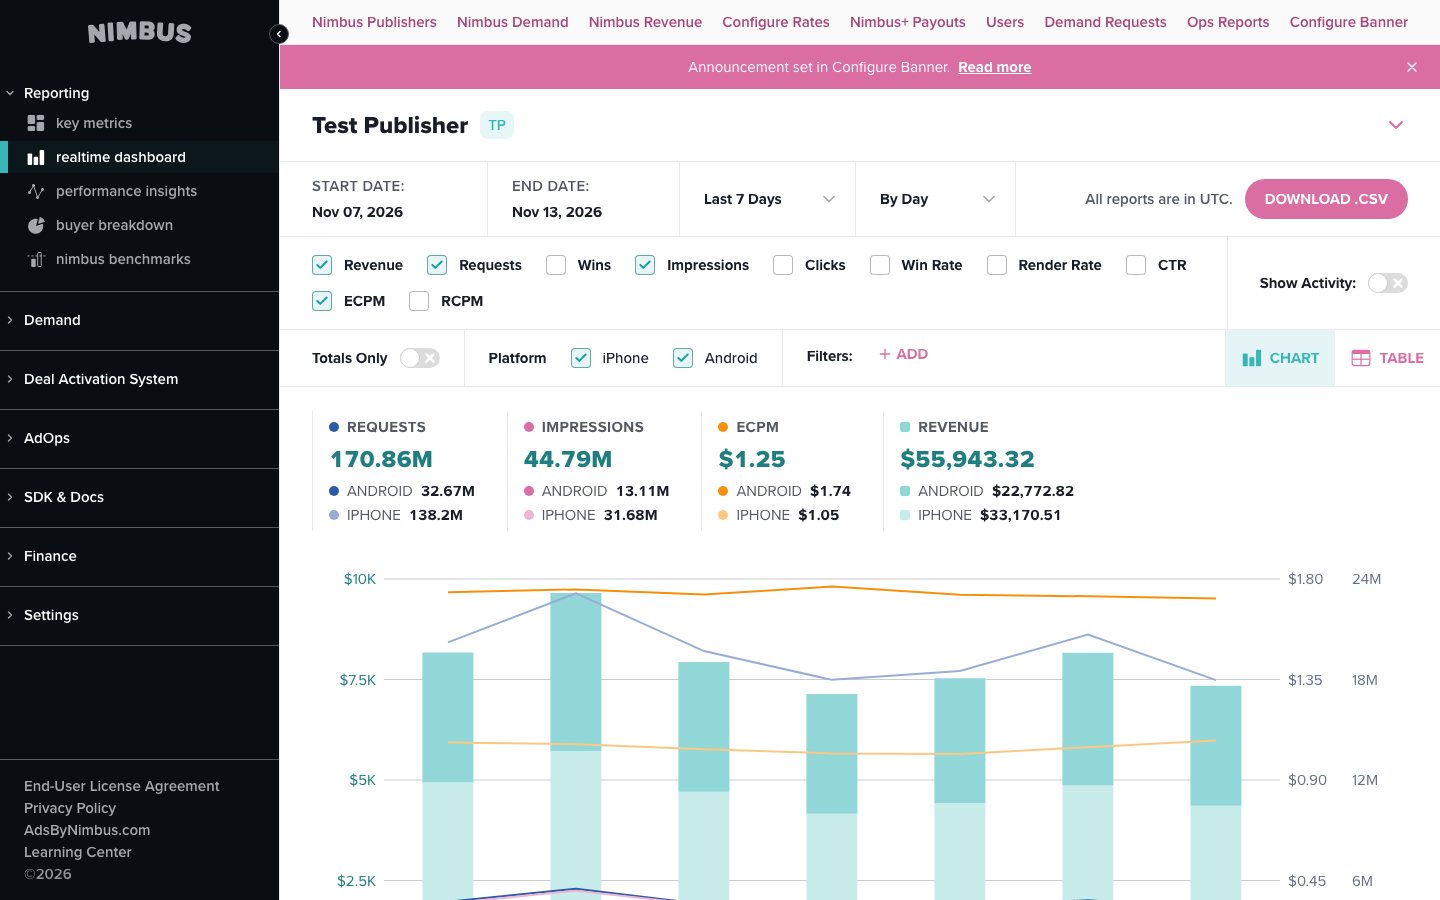 NIMBUS
Nimbus Publishers Nimbus Demand Nimbus Revenue Configure Rates Nimbus+ Payouts Users Demand Requests Ops Reports Configure Banner
Announcement set in Configure Banner. Read more
Reporting
key metrics
realtime dashboard
performance insights
buyer breakdown
nimbus benchmarks
Demand
Deal Activation System
AdOps
SDK & Docs
Finance
Settings
End-User License Agreement
Privacy Policy
AdsByNimbus.com
Learning Center
©2026
Test Publisher TP
START DATE:
Nov 07, 2026
END DATE:
Nov 13, 2026
Last 7 Days
By Day
All reports are in UTC.
DOWNLOAD .CSV
Revenue Requests Wins Impressions Clicks Win Rate Render Rate CTR
ECPM RCPM
Show Activity:
Totals Only
Platform iPhone Android
Filters: + ADD
CHART
TABLE
REQUESTS
170.86M
ANDROID 32.67M
IPHONE 138.2M
IMPRESSIONS
44.79M
ANDROID 13.11M
IPHONE 31.68M
ECPM
$1.25
ANDROID $1.74
IPHONE $1.05
REVENUE
$55,943.32
ANDROID $22,772.82
IPHONE $33,170.51
$10K $1.80 24M
$7.5K $1.35 18M
$5K $0.90 12M
$2.5K $0.45 6M